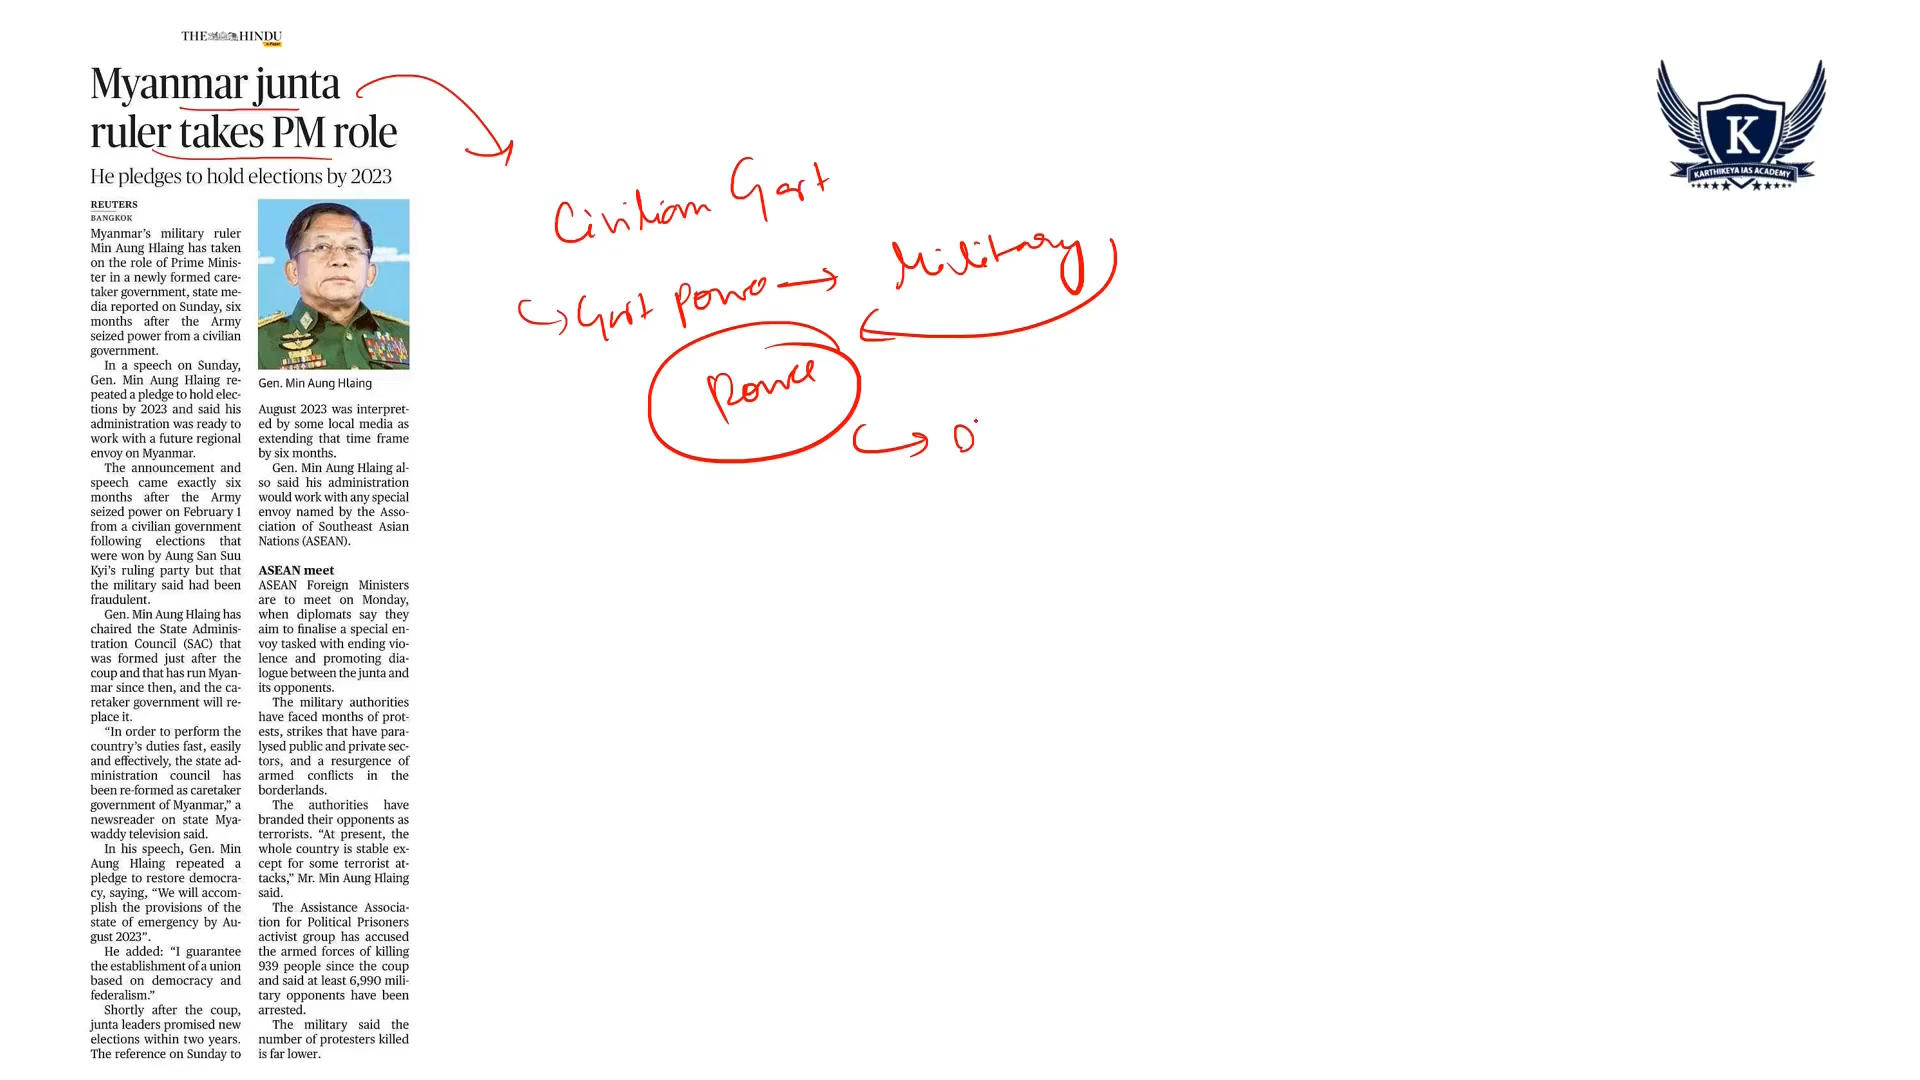 THE HINDU
e-Paper
Myanmar junta
ruler takes PM role
He pledges to hold elections by 2023
REUTERS
BANGKOK
Myanmar’s military ruler
Min Aung Hlaing has taken
on the role of Prime Minis-
ter in a newly formed care-
taker government, state me-
dia reported on Sunday, six
months after the Army
seized power from a civilian
government.
In a speech on Sunday,
Gen. Min Aung Hlaing re-
peated a pledge to hold elec-
tions by 2023 and said his
administration was ready to
work with a future regional
envoy on Myanmar.
The announcement and
speech came exactly six
months after the Army
seized power on February 1
from a civilian government
following elections that
were won by Aung San Suu
Kyi’s ruling party but that
the military said had been
fraudulent.
Gen. Min Aung Hlaing has
chaired the State Adminis-
tration Council (SAC) that
was formed just after the
coup and that has run Myan-
mar since then, and the ca-
retaker government will re-
place it.
“In order to perform the
country’s duties fast, easily
and effectively, the state ad-
ministration council has
been re-formed as caretaker
government of Myanmar,” a
newsreader on state Mya-
waddy television said.
In his speech, Gen. Min
Aung Hlaing repeated a
pledge to restore democra-
cy, saying, “We will accom-
plish the provisions of the
state of emergency by Au-
gust 2023”.
He added: “I guarantee
the establishment of a union
based on democracy and
federalism.”
Shortly after the coup,
junta leaders promised new
elections within two years.
The reference on Sunday to
Gen. Min Aung Hlaing
August 2023 was interpret-
ed by some local media as
extending that time frame
by six months.
Gen. Min Aung Hlaing al-
so said his administration
would work with any special
envoy named by the Asso-
ciation of Southeast Asian
Nations (ASEAN).
ASEAN meet
ASEAN Foreign Ministers
are to meet on Monday,
when diplomats say they
aim to finalise a special en-
voy tasked with ending vio-
lence and promoting dia-
logue between the junta and
its opponents.
The military authorities
have faced months of prot-
ests, strikes that have para-
lysed public and private sec-
tors, and a resurgence of
armed conflicts in the
borderlands.
The authorities have
branded their opponents as
terrorists. “At present, the
whole country is stable ex-
cept for some terrorist at-
tacks,” Mr. Min Aung Hlaing
said.
The Assistance Associa-
tion for Political Prisoners
activist group has accused
the armed forces of killing
939 people since the coup
and said at least 6,990 mili-
tary opponents have been
arrested.
The military said the
number of protesters killed
is far lower.
Civilian Govt
Govt Power → Military
Power
K
KARTHIKEYA IAS ACADEMY